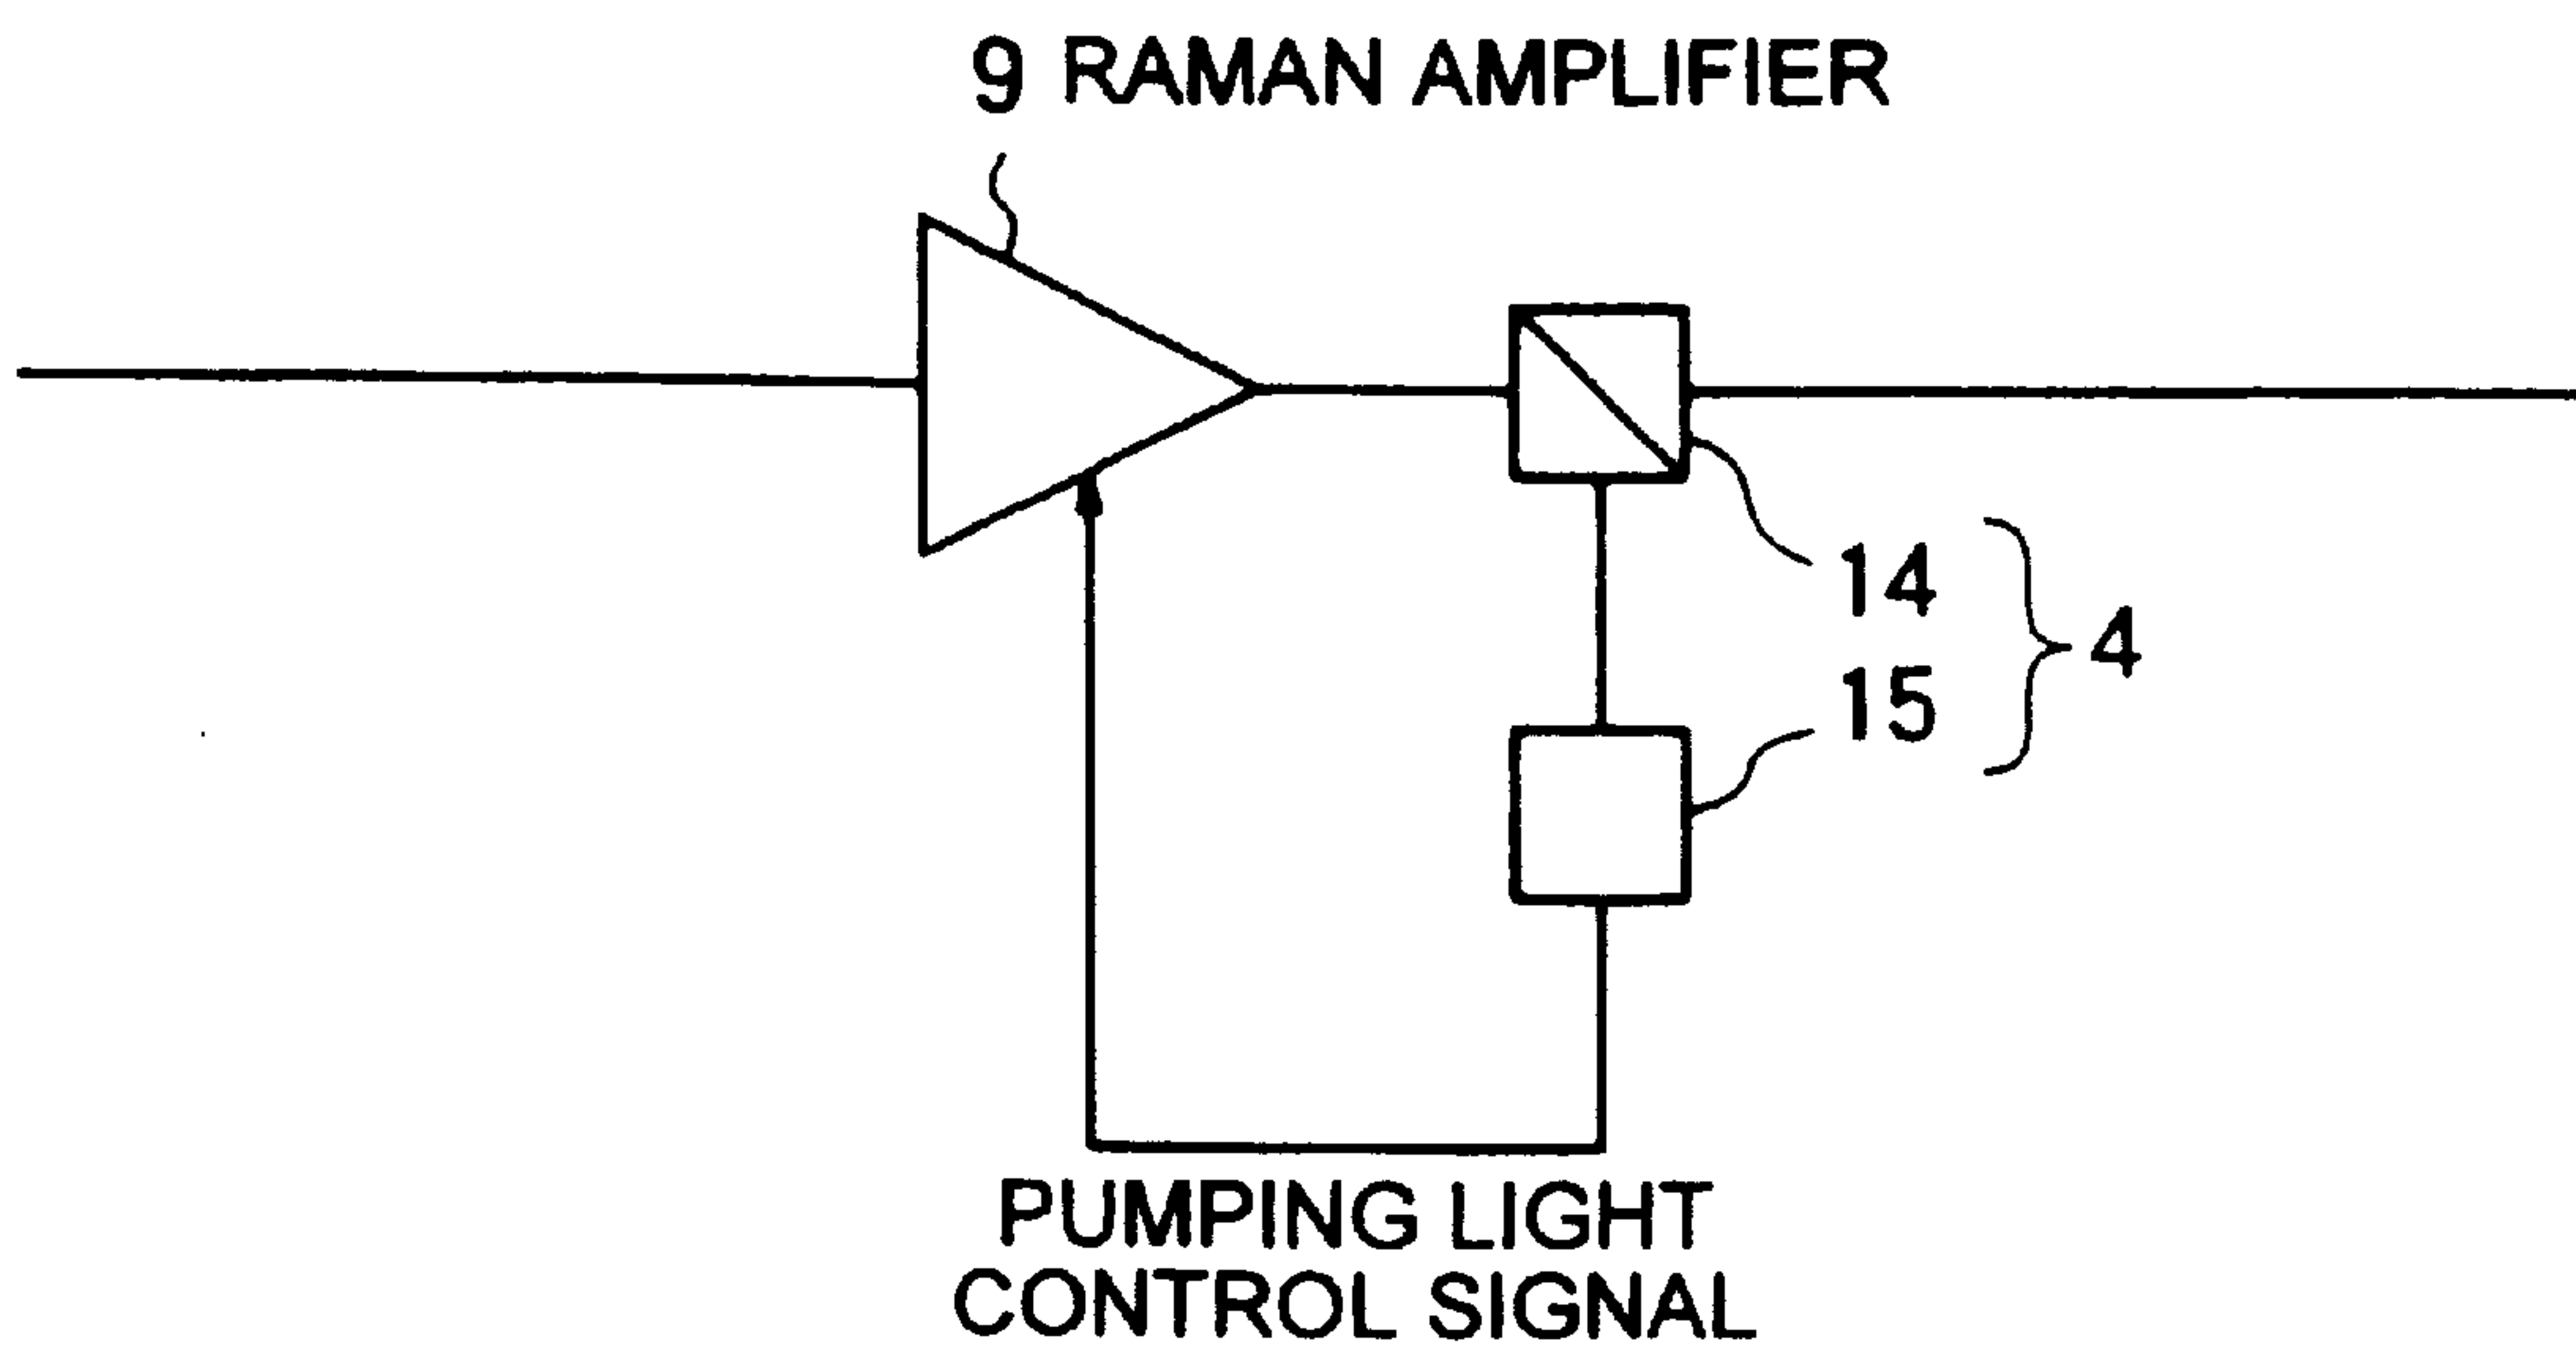 9 RAMAN AMPLIFIER
14
15
4
PUMPING LIGHT
CONTROL SIGNAL